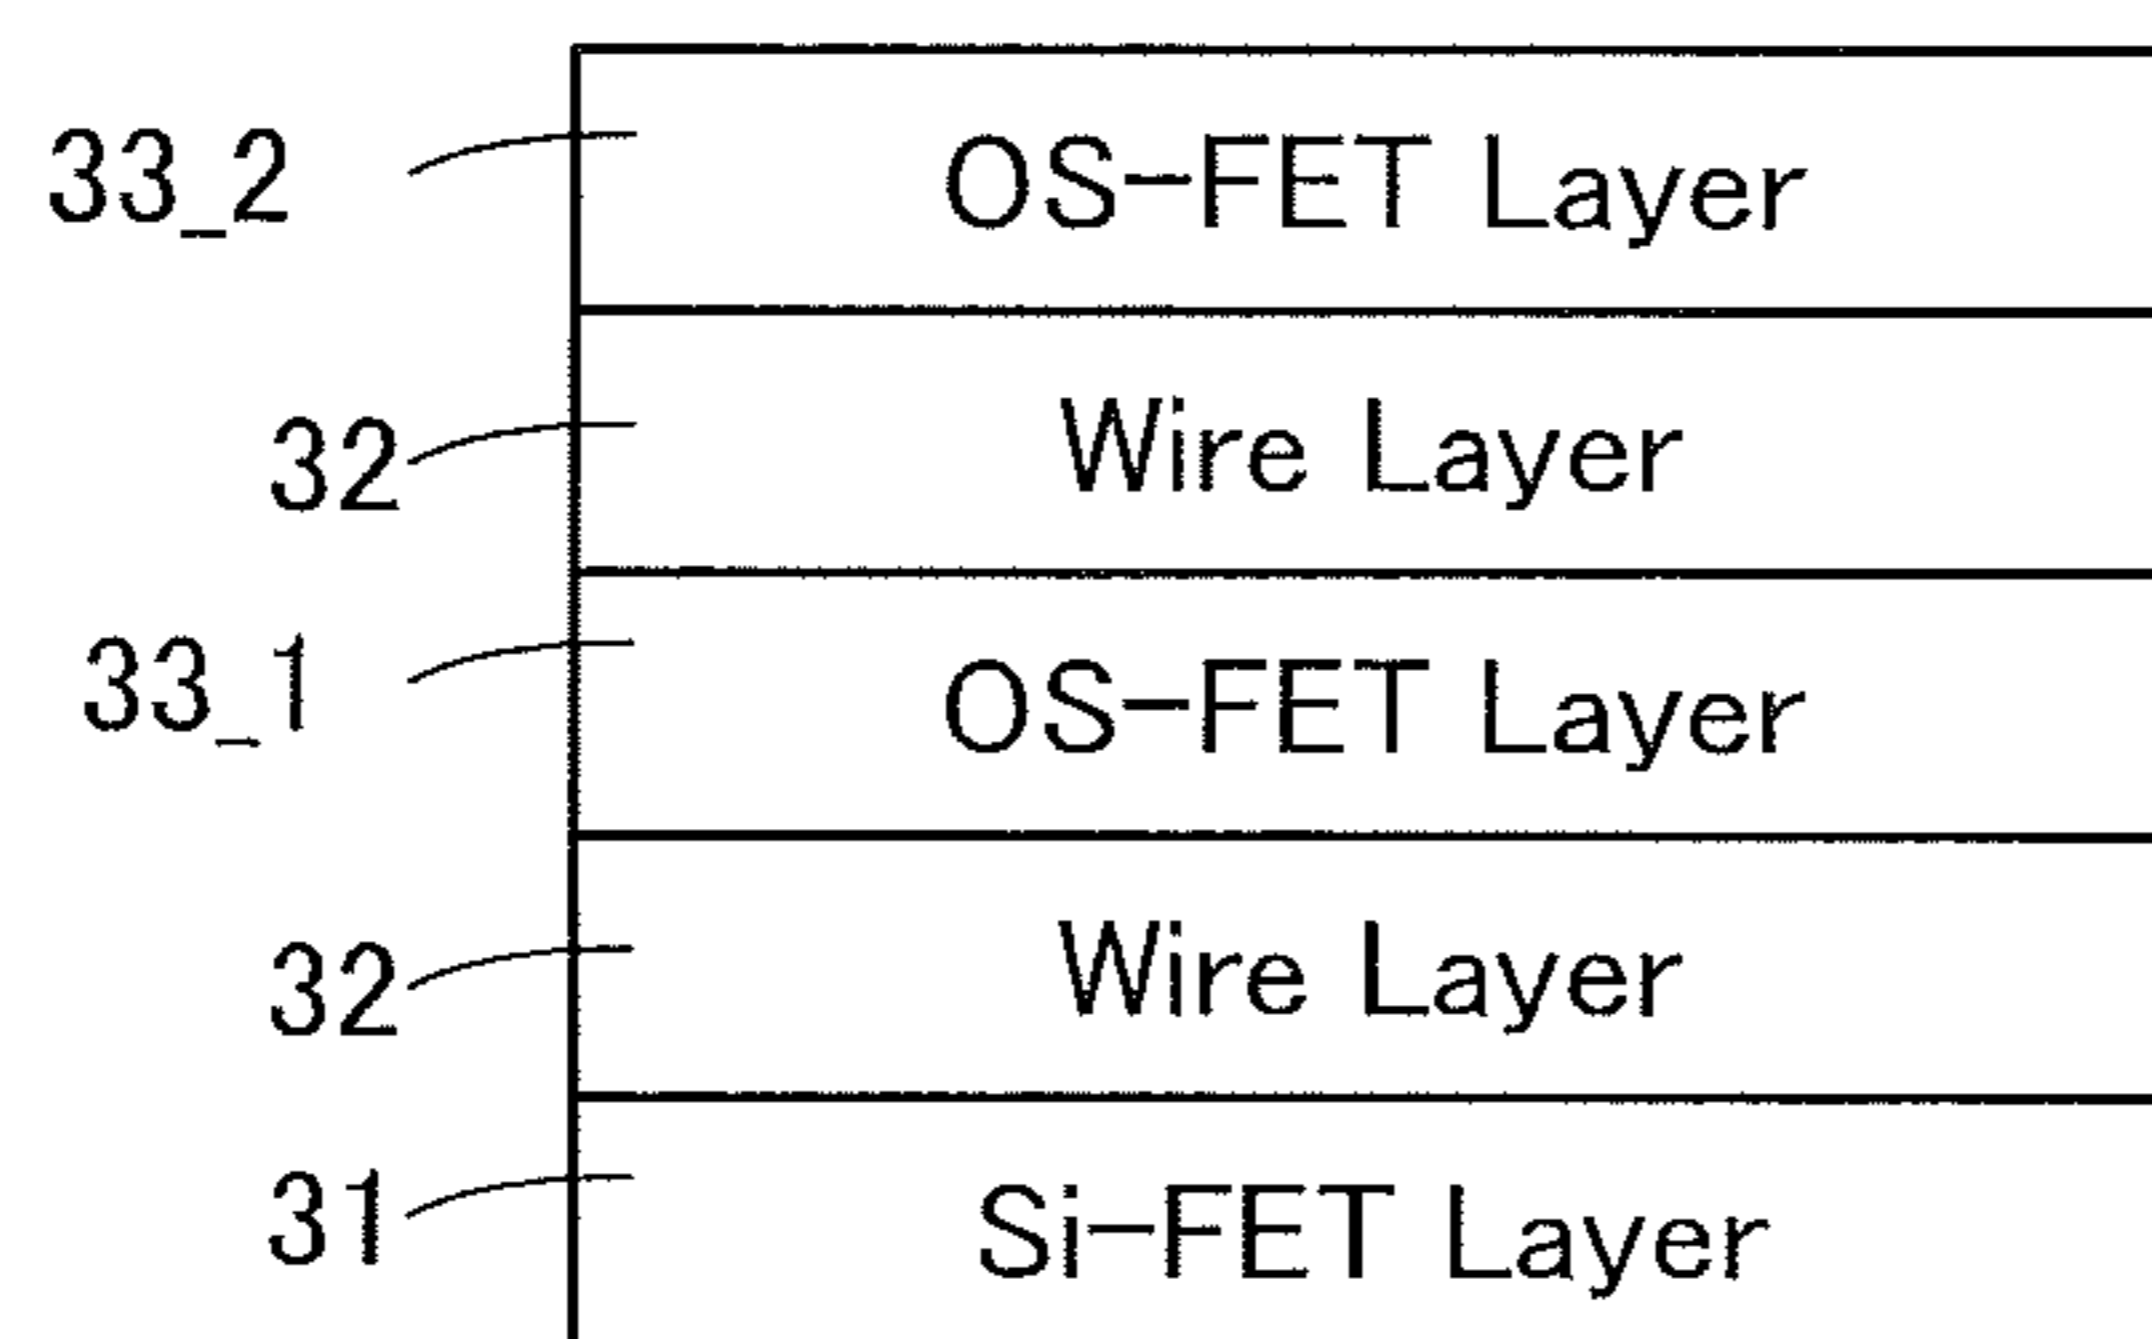 33_2 OS-FET Layer
32 Wire Layer
33_1 OS-FET Layer
32 Wire Layer
31 Si-FET Layer